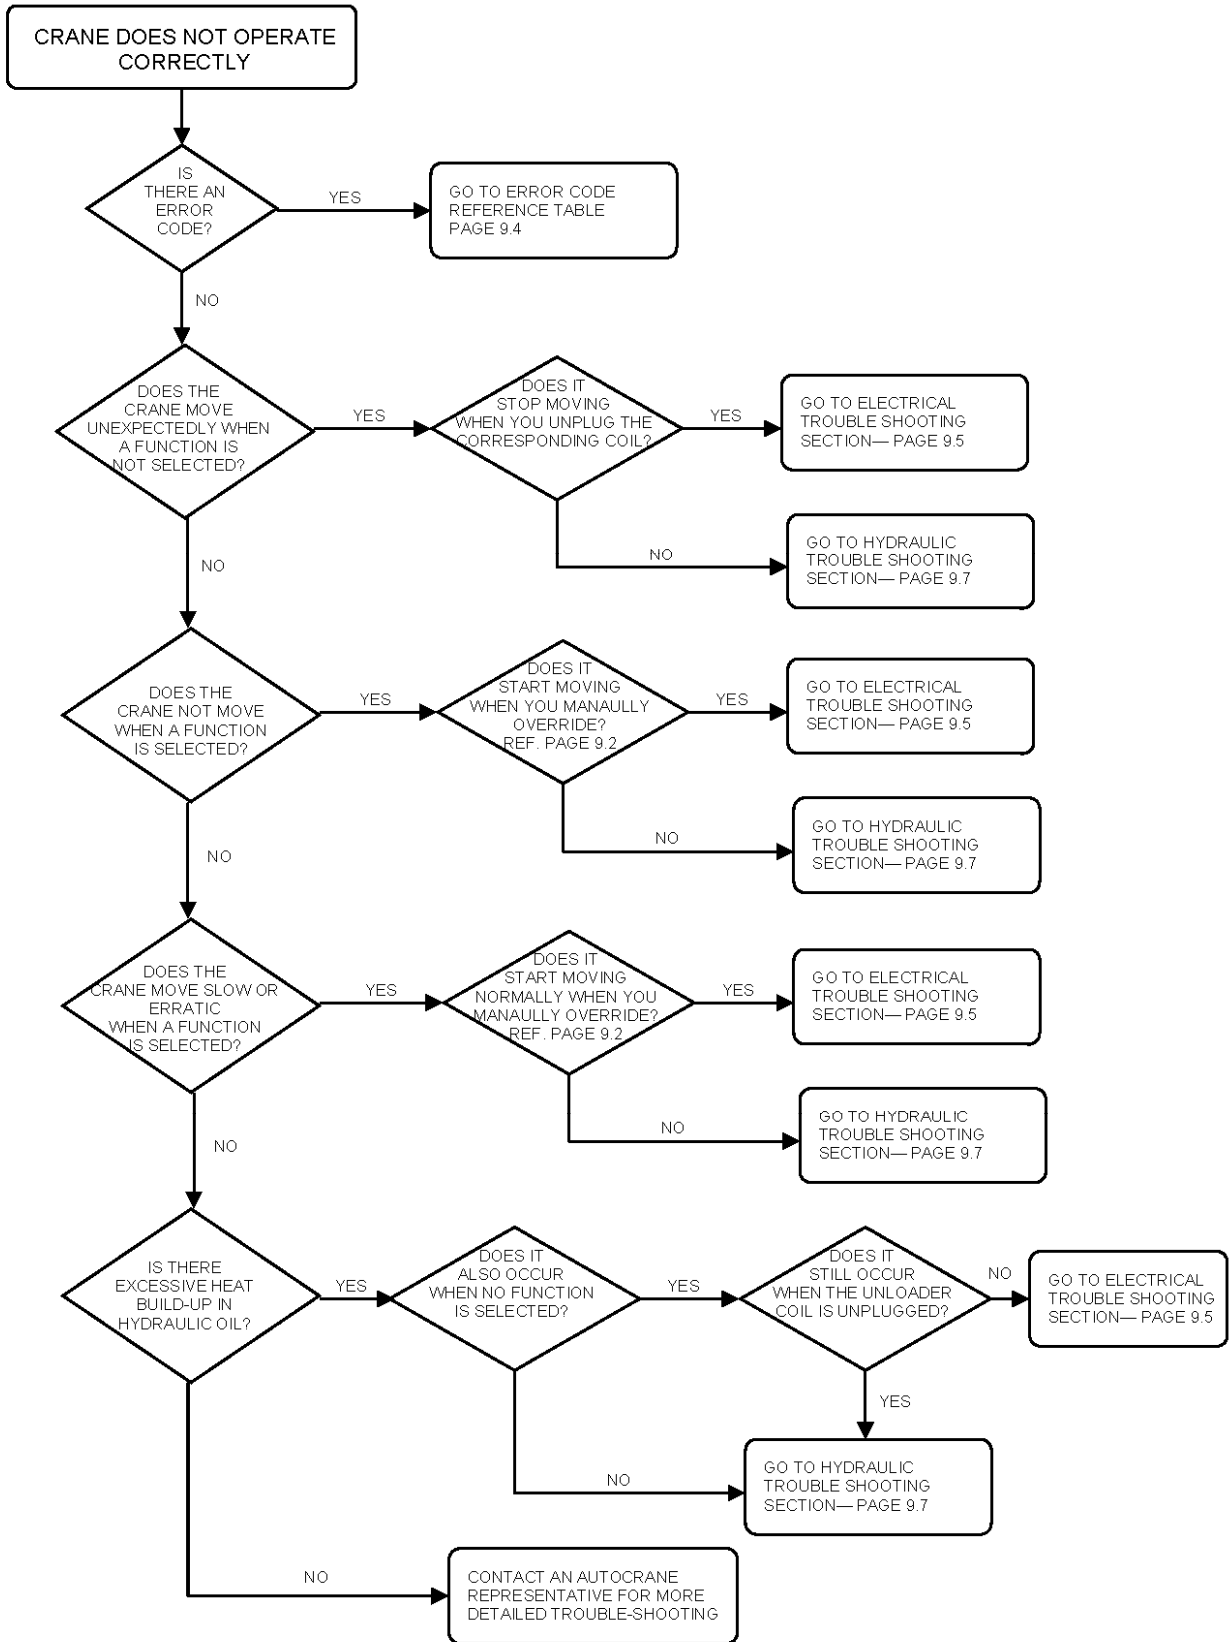 CRANE DOES NOT OPERATE
CORRECTLY
IS
THERE AN
ERROR
CODE?
YES
GO TO ERROR CODE
REFERENCE TABLE
PAGE 9.4
NO
DOES THE
CRANE MOVE
UNEXPECTEDLY WHEN
A FUNCTION IS
NOT SELECTED?
YES
DOES IT
STOP MOVING
WHEN YOU UNPLUG THE
CORRESPONDING COIL?
YES
GO TO ELECTRICAL
TROUBLE SHOOTING
SECTION— PAGE 9.5
NO
GO TO HYDRAULIC
TROUBLE SHOOTING
SECTION— PAGE 9.7
NO
DOES THE
CRANE NOT MOVE
WHEN A FUNCTION
IS SELECTED?
YES
DOES IT
START MOVING
WHEN YOU MANAULLY
OVERRIDE?
REF. PAGE 9.2
YES
GO TO ELECTRICAL
TROUBLE SHOOTING
SECTION— PAGE 9.5
NO
GO TO HYDRAULIC
TROUBLE SHOOTING
SECTION— PAGE 9.7
NO
DOES THE
CRANE MOVE SLOW OR
ERRATIC
WHEN A FUNCTION
IS SELECTED?
YES
DOES IT
START MOVING
NORMALLY WHEN YOU
MANAULLY OVERRIDE?
REF. PAGE 9.2
YES
GO TO ELECTRICAL
TROUBLE SHOOTING
SECTION— PAGE 9.5
NO
GO TO HYDRAULIC
TROUBLE SHOOTING
SECTION— PAGE 9.7
NO
IS THERE
EXCESSIVE HEAT
BUILD-UP IN
HYDRAULIC OIL?
YES
DOES IT
ALSO OCCUR
WHEN NO FUNCTION
IS SELECTED?
YES
DOES IT
STILL OCCUR
WHEN THE UNLOADER
COIL IS UNPLUGGED?
NO
GO TO ELECTRICAL
TROUBLE SHOOTING
SECTION— PAGE 9.5
YES
NO
GO TO HYDRAULIC
TROUBLE SHOOTING
SECTION— PAGE 9.7
NO
CONTACT AN AUTOCRANE
REPRESENTATIVE FOR MORE
DETAILED TROUBLE-SHOOTING